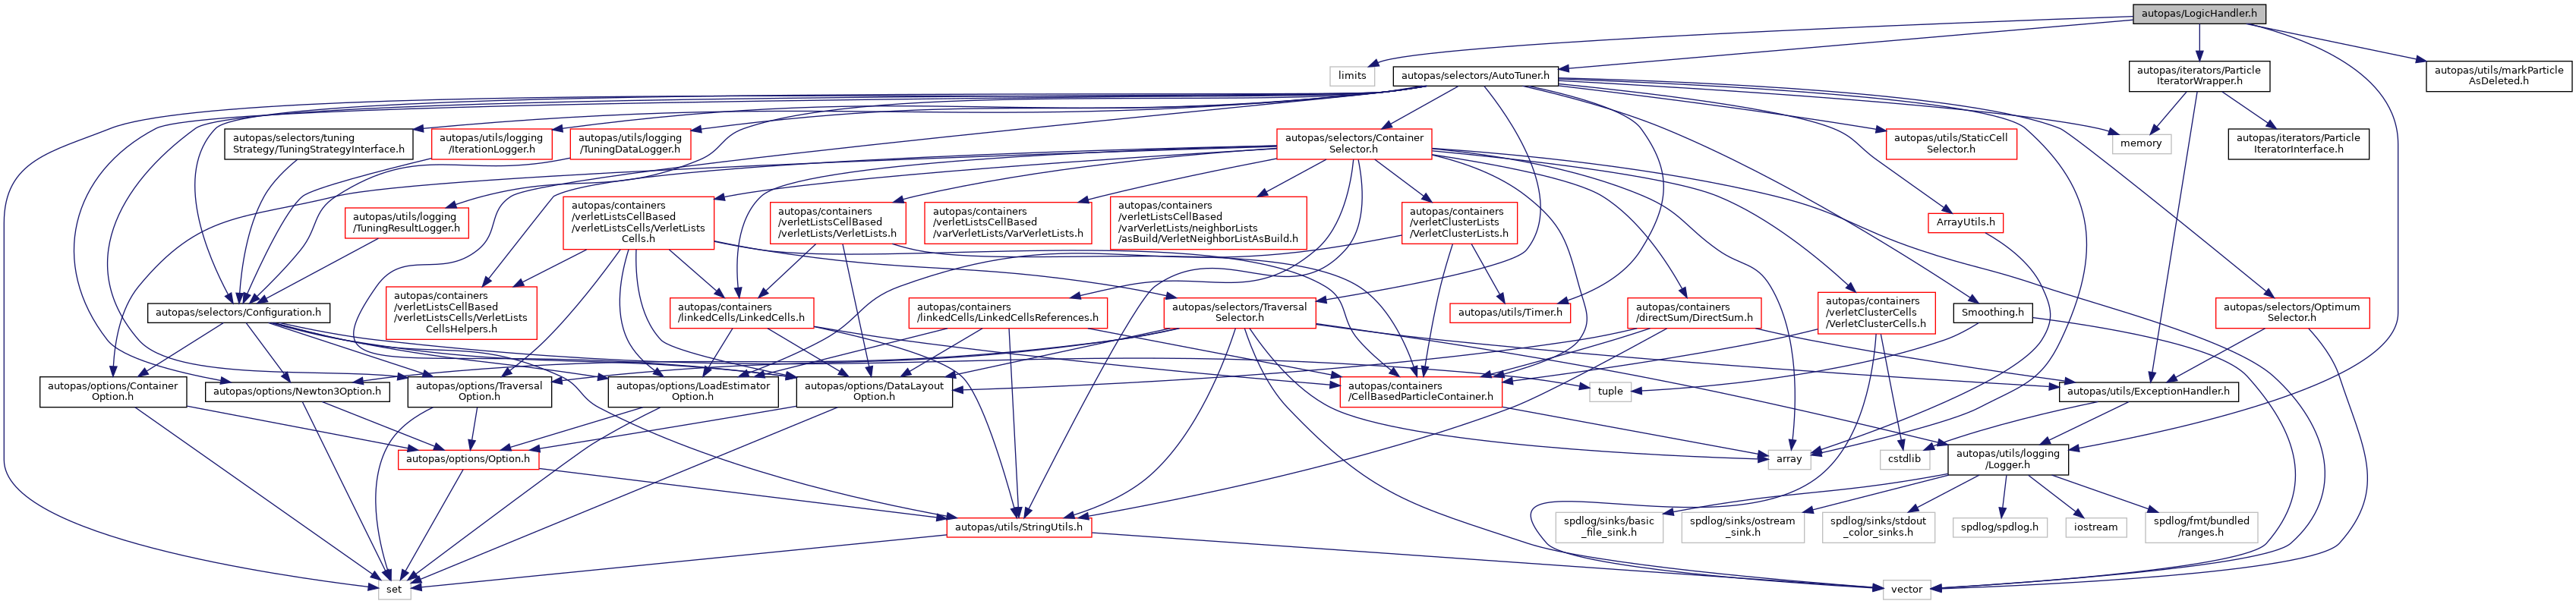 autopas/LogicHandler.h
limits
autopas/selectors/AutoTuner.h
autopas/iterators/Particle
IteratorWrapper.h
autopas/utils/markParticle
AsDeleted.h
autopas/selectors/tuning
Strategy/TuningStrategyInterface.h
autopas/utils/logging
/IterationLogger.h
autopas/utils/logging
/TuningDataLogger.h
autopas/selectors/Container
Selector.h
autopas/utils/StaticCell
Selector.h
memory
autopas/iterators/Particle
IteratorInterface.h
autopas/utils/logging
/TuningResultLogger.h
autopas/containers
/verletListsCellBased
/verletListsCells/VerletLists
Cells.h
autopas/containers
/verletListsCellBased
/verletLists/VerletLists.h
autopas/containers
/verletListsCellBased
/varVerletLists/VarVerletLists.h
autopas/containers
/verletListsCellBased
/varVerletLists/neighborLists
/asBuild/VerletNeighborListAsBuild.h
autopas/containers
/verletClusterLists
/VerletClusterLists.h
ArrayUtils.h
autopas/selectors/Configuration.h
autopas/containers
/verletListsCellBased
/verletListsCells/VerletLists
CellsHelpers.h
autopas/containers
/linkedCells/LinkedCells.h
autopas/containers
/linkedCells/LinkedCellsReferences.h
autopas/selectors/Traversal
Selector.h
autopas/utils/Timer.h
autopas/containers
/directSum/DirectSum.h
autopas/containers
/verletClusterCells
/VerletClusterCells.h
Smoothing.h
autopas/selectors/Optimum
Selector.h
autopas/options/Container
Option.h
autopas/options/Newton3Option.h
autopas/options/Traversal
Option.h
autopas/options/LoadEstimator
Option.h
autopas/options/DataLayout
Option.h
autopas/containers
/CellBasedParticleContainer.h
tuple
autopas/utils/ExceptionHandler.h
autopas/options/Option.h
array
cstdlib
autopas/utils/logging
/Logger.h
autopas/utils/StringUtils.h
spdlog/sinks/basic
_file_sink.h
spdlog/sinks/ostream
_sink.h
spdlog/sinks/stdout
_color_sinks.h
spdlog/spdlog.h
iostream
spdlog/fmt/bundled
/ranges.h
set
vector